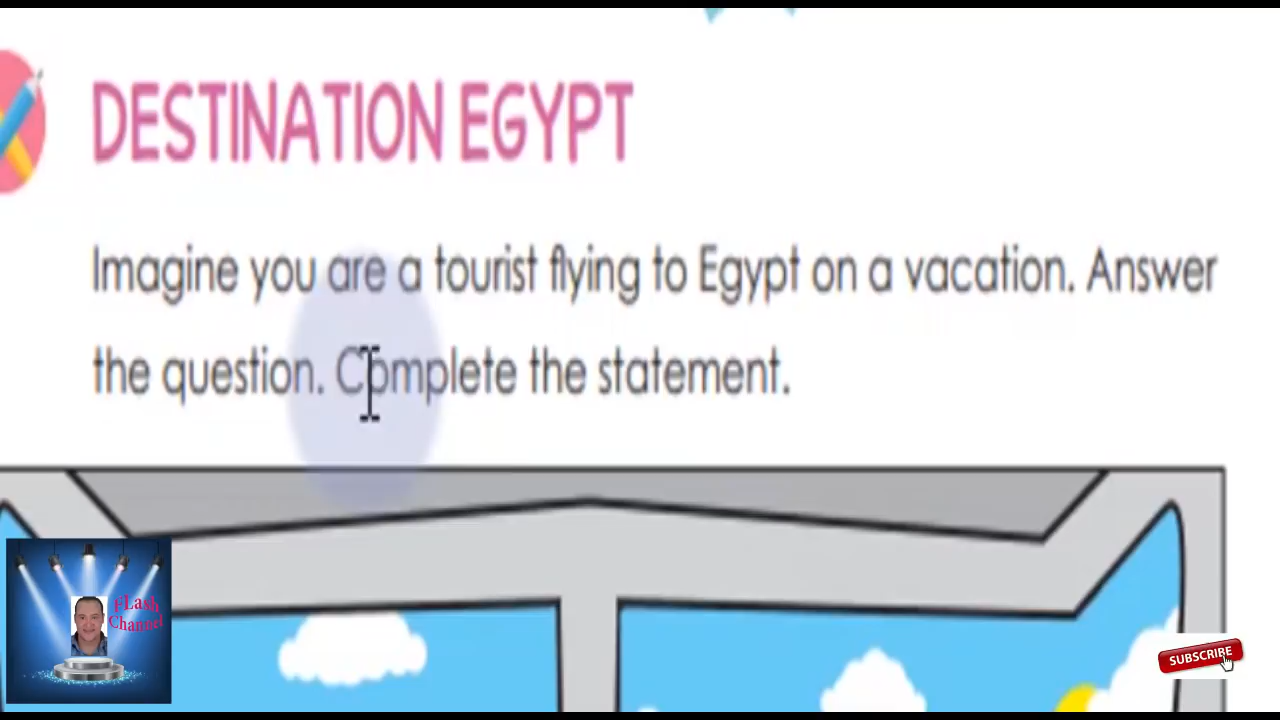 DESTINATION EGYPT
Imagine you are a tourist flying to Egypt on a vacation. Answer
the question. Complete the statement.
FLash
Channel
SUBSCRIBE